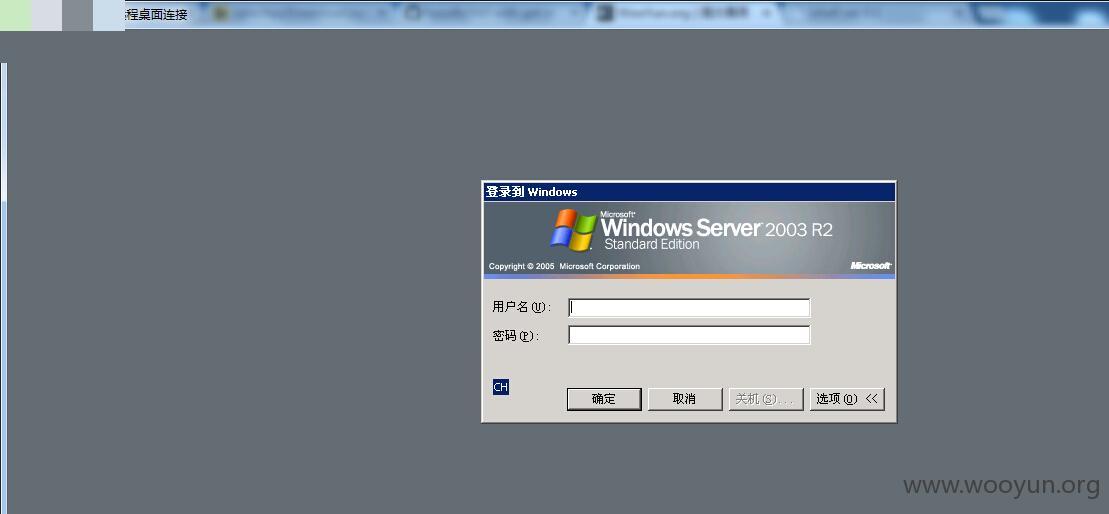 程桌面连接
登录到 Windows
Microsoft®
Windows Server 2003 R2
Standard Edition
Copyright © 2005 Microsoft Corporation
Microsoft®
用户名(U):
密码(P):
CH
确定 取消 关机(S)... 选项(O) <<
www.wooyun.org